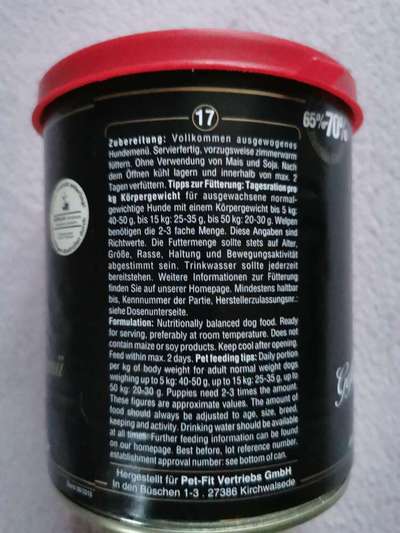 17
65% 70%
Zubereitung: Vollkommen ausgewogenes
Hundemenü. Servierfertig, vorzugsweise zimmerwarm
füttern. Ohne Verwendung von Mais und Soja. Nach
dem Öffnen kühl lagern und innerhalb von max. 2
Tagen verfüttern. Tipps zur Fütterung: Tagesration pro
kg Körpergewicht für ausgewachsene normal-
gewichtige Hunde mit einem Körpergewicht bis 5 kg:
40-50 g, bis 15 kg: 25-35 g, bis 50 kg: 20-30 g. Welpen
benötigen die 2-3 fache Menge. Diese Angaben sind
Richtwerte. Die Futtermenge sollte stets auf Alter,
Größe, Rasse, Haltung und Bewegungsaktivität
abgestimmt sein. Trinkwasser sollte jederzeit
bereitstehen. Weitere Informationen zur Fütterung
finden Sie auf unserer Homepage. Mindestens haltbar
bis, Kennnummer der Partie, Herstellerzulassungsnr.:
siehe Dosenunterseite.
Formulation: Nutritionally balanced dog food. Ready
for serving, preferably at room temperature. Does not
contain maize or soy products. Keep cool after opening.
Feed within max. 2 days. Pet feeding tips: Daily portion
per kg of body weight for adult normal weight dogs
weighing up to 5 kg: 40-50 g, up to 15 kg: 25-35 g, up to
50 kg: 20-30 g. Puppies need 2-3 times the amount.
These figures are approximate values. The amount of
food should always be adjusted to age, size, breed,
keeping and activity. Drinking water should be available
at all times. Further feeding information can be found
on our homepage. Best before, lot reference number,
establishment approval number: see bottom of can.
Hergestellt für Pet-Fit Vertriebs GmbH
In den Büschen 1-3 . 27386 Kirchwalsede